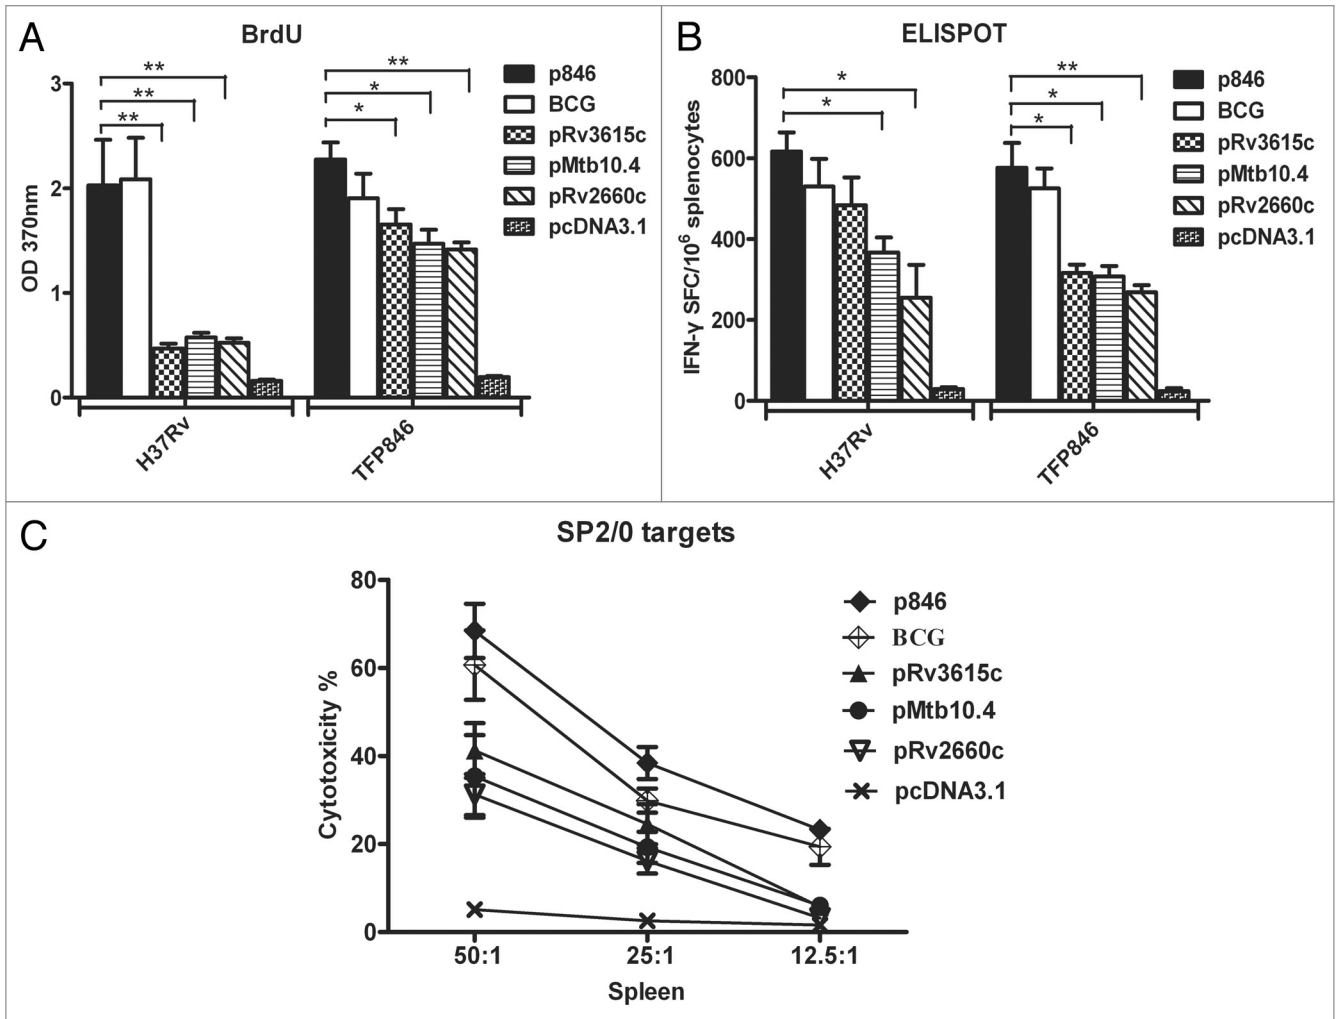 A
BrdU
OD 370nm
3
2
1
0
**
**
**
**
*
*
H37Rv
TFP846
p846
BCG
pRv3615c
pMtb10.4
pRv2660c
pcDNA3.1
B
ELISPOT
IFN-γ SFC/10⁶ splenocytes
800
600
400
200
0
*
*
**
*
*
H37Rv
TFP846
p846
BCG
pRv3615c
pMtb10.4
pRv2660c
pcDNA3.1
C
SP2/0 targets
Cytotoxicity %
80
60
40
20
0
50:1
25:1
12.5:1
Spleen
p846
BCG
pRv3615c
pMtb10.4
pRv2660c
pcDNA3.1